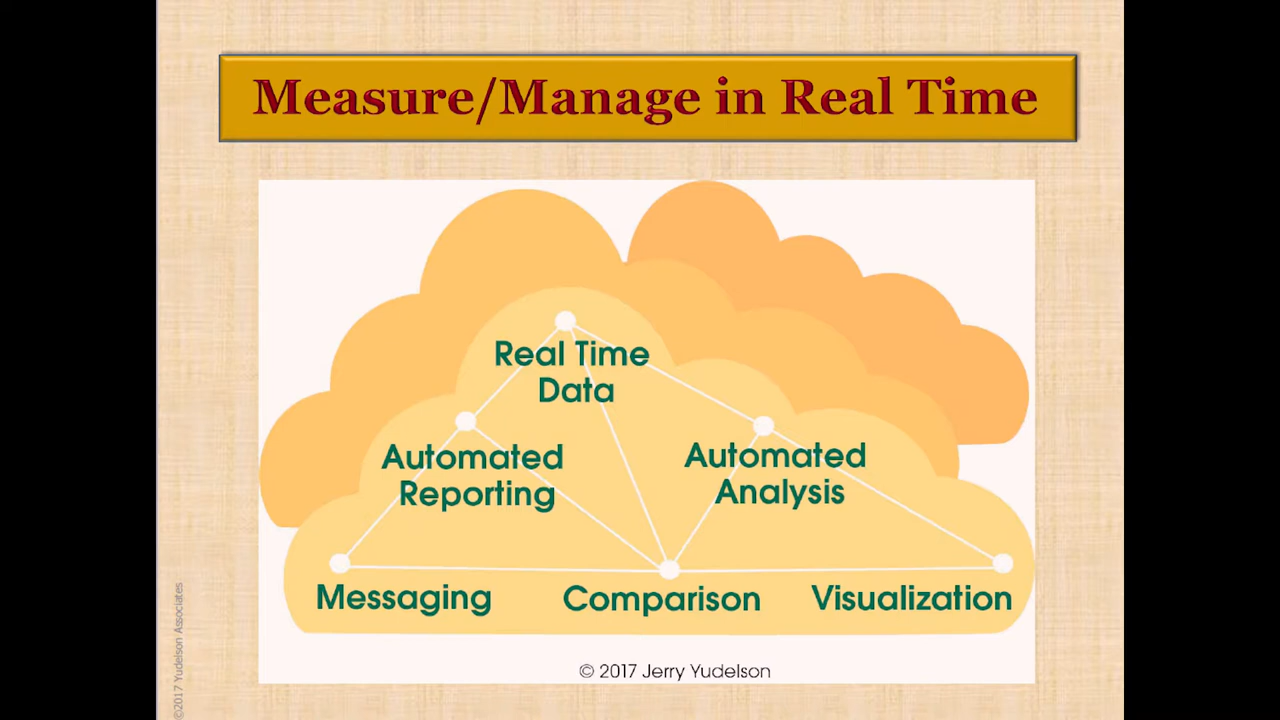 Measure/Manage in Real Time
Real Time
Data
Automated
Reporting
Automated
Analysis
Messaging
Comparison
Visualization
© 2017 Jerry Yudelson
©2017 Yudelson Associates